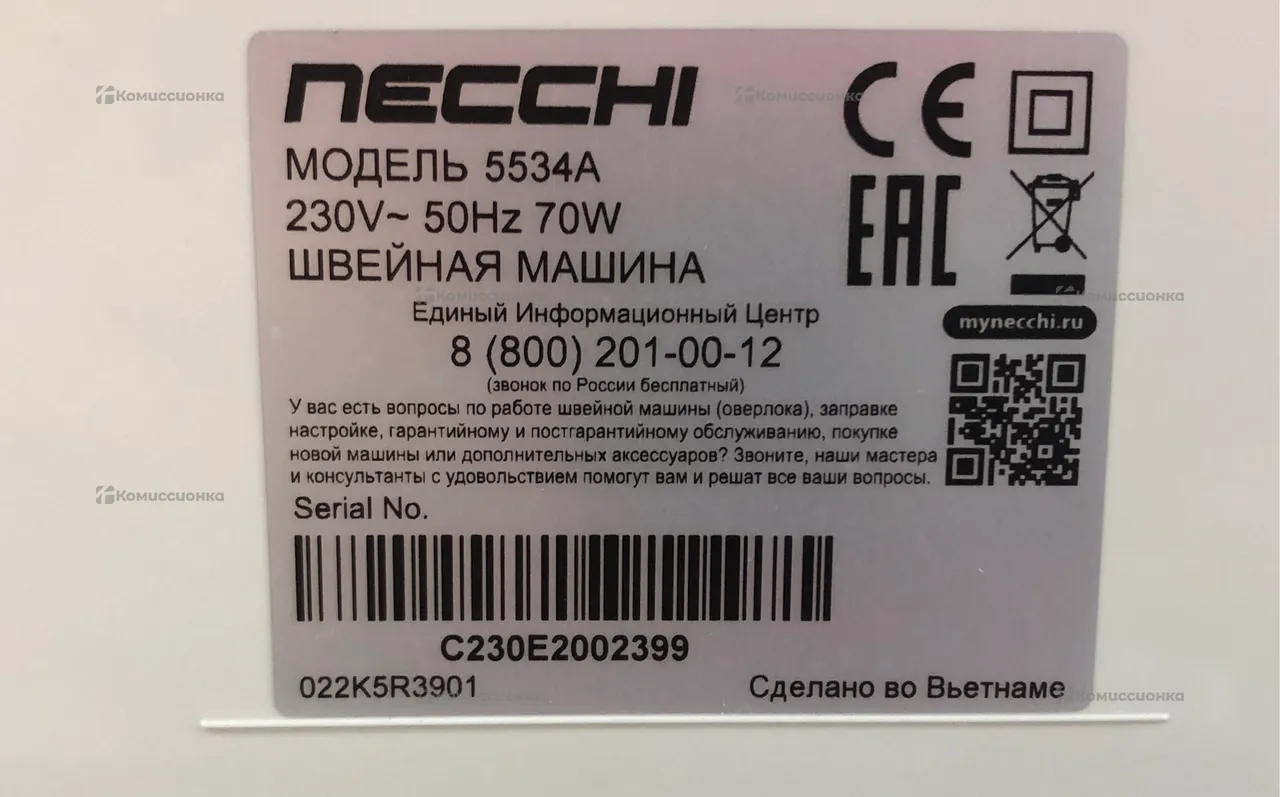 NECCHI
МОДЕЛЬ 5534A
230V~ 50Hz 70W
ШВЕЙНАЯ МАШИНА
CE
EAC
Единый Информационный Центр
8 (800) 201-00-12
(звонок по России бесплатный)
mynecchi.ru
У вас есть вопросы по работе швейной машины (оверлока), заправке
настройке, гарантийному и постгарантийному обслуживанию, покупке
новой машины или дополнительных аксессуаров? Звоните, наши мастера
и консультанты с удовольствием помогут вам и решат все ваши вопросы.
Serial No.
C230E2002399
022K5R3901
Сделано во Вьетнаме
Комиссионка
Комиссионка
Комиссионка
Комиссионка
Комиссионка